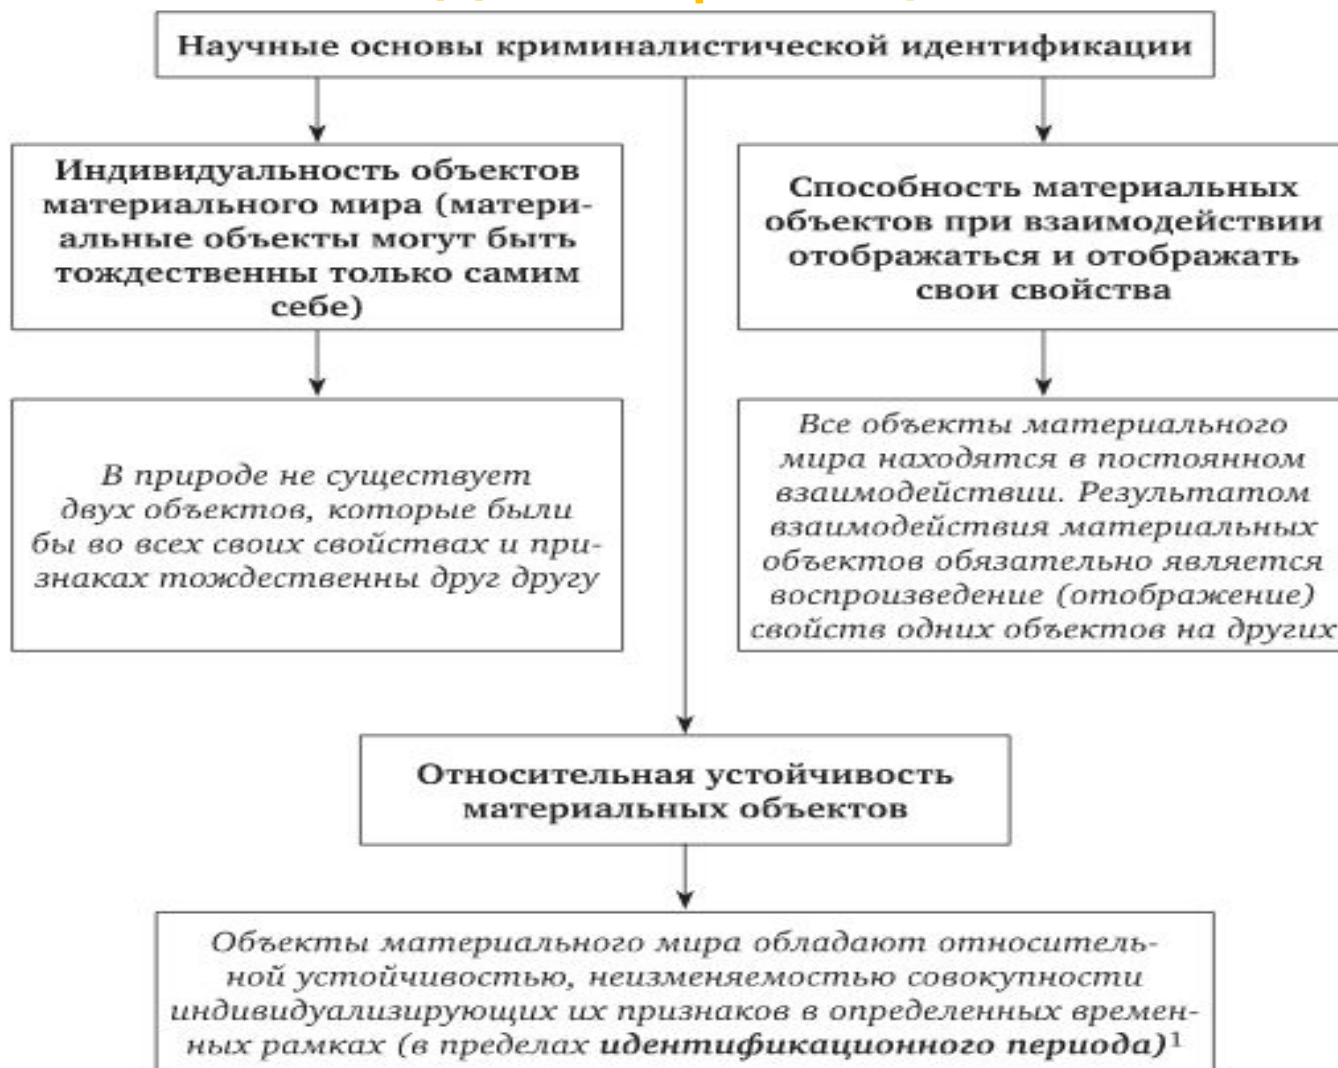 Научные основы криминалистической идентификации
Индивидуальность объектов
материального мира (матери-
альные объекты могут быть
тождественны только самим
себе)
Способность материальных
объектов при взаимодействии
отображаться и отображать
свои свойства
В природе не существует
двух объектов, которые были
бы во всех своих свойствах и при-
знаках тождественны друг другу
Все объекты материального
мира находятся в постоянном
взаимодействии. Результатом
взаимодействия материальных
объектов обязательно является
воспроизведение (отображение)
свойств одних объектов на других
Относительная устойчивость
материальных объектов
Объекты материального мира обладают относитель-
ной устойчивостью, неизменяемостью совокупности
индивидуализирующих их признаков в определенных времен-
ных рамках (в пределах идентификационного периода)¹